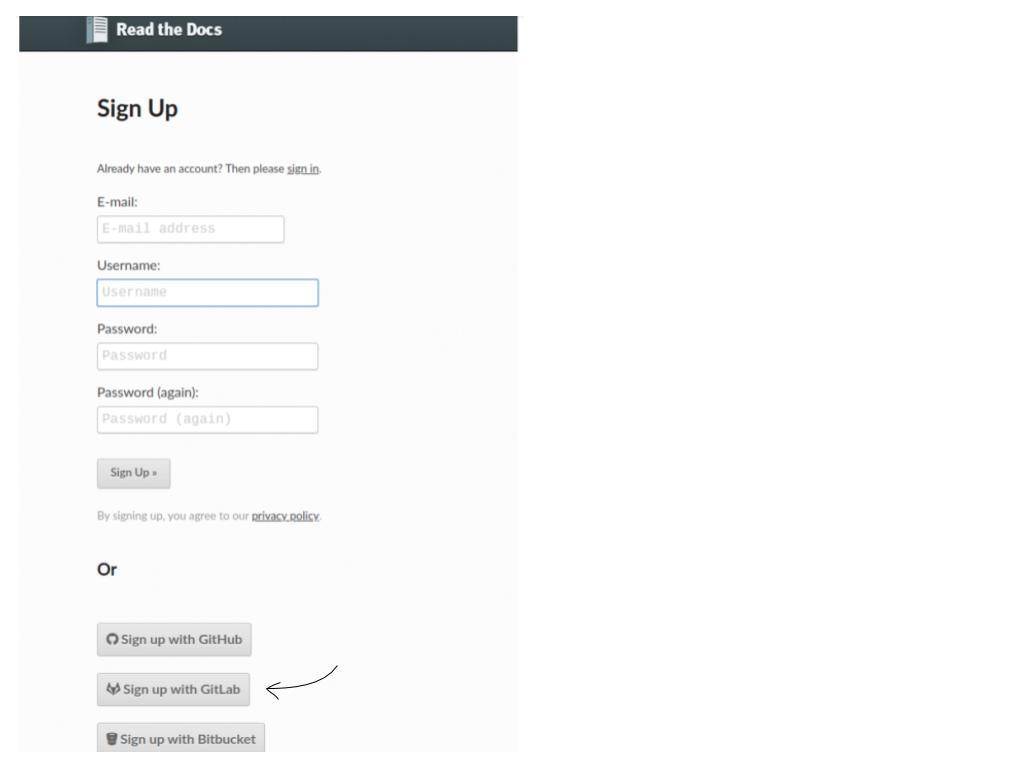 Read the Docs
Sign Up
Already have an account? Then please sign in.
E-mail:
E-mail address
Username:
Username
Password:
Password
Password (again):
Password (again)
Sign Up »
By signing up, you agree to our privacy policy.
Or
Sign up with GitHub
Sign up with GitLab
Sign up with Bitbucket